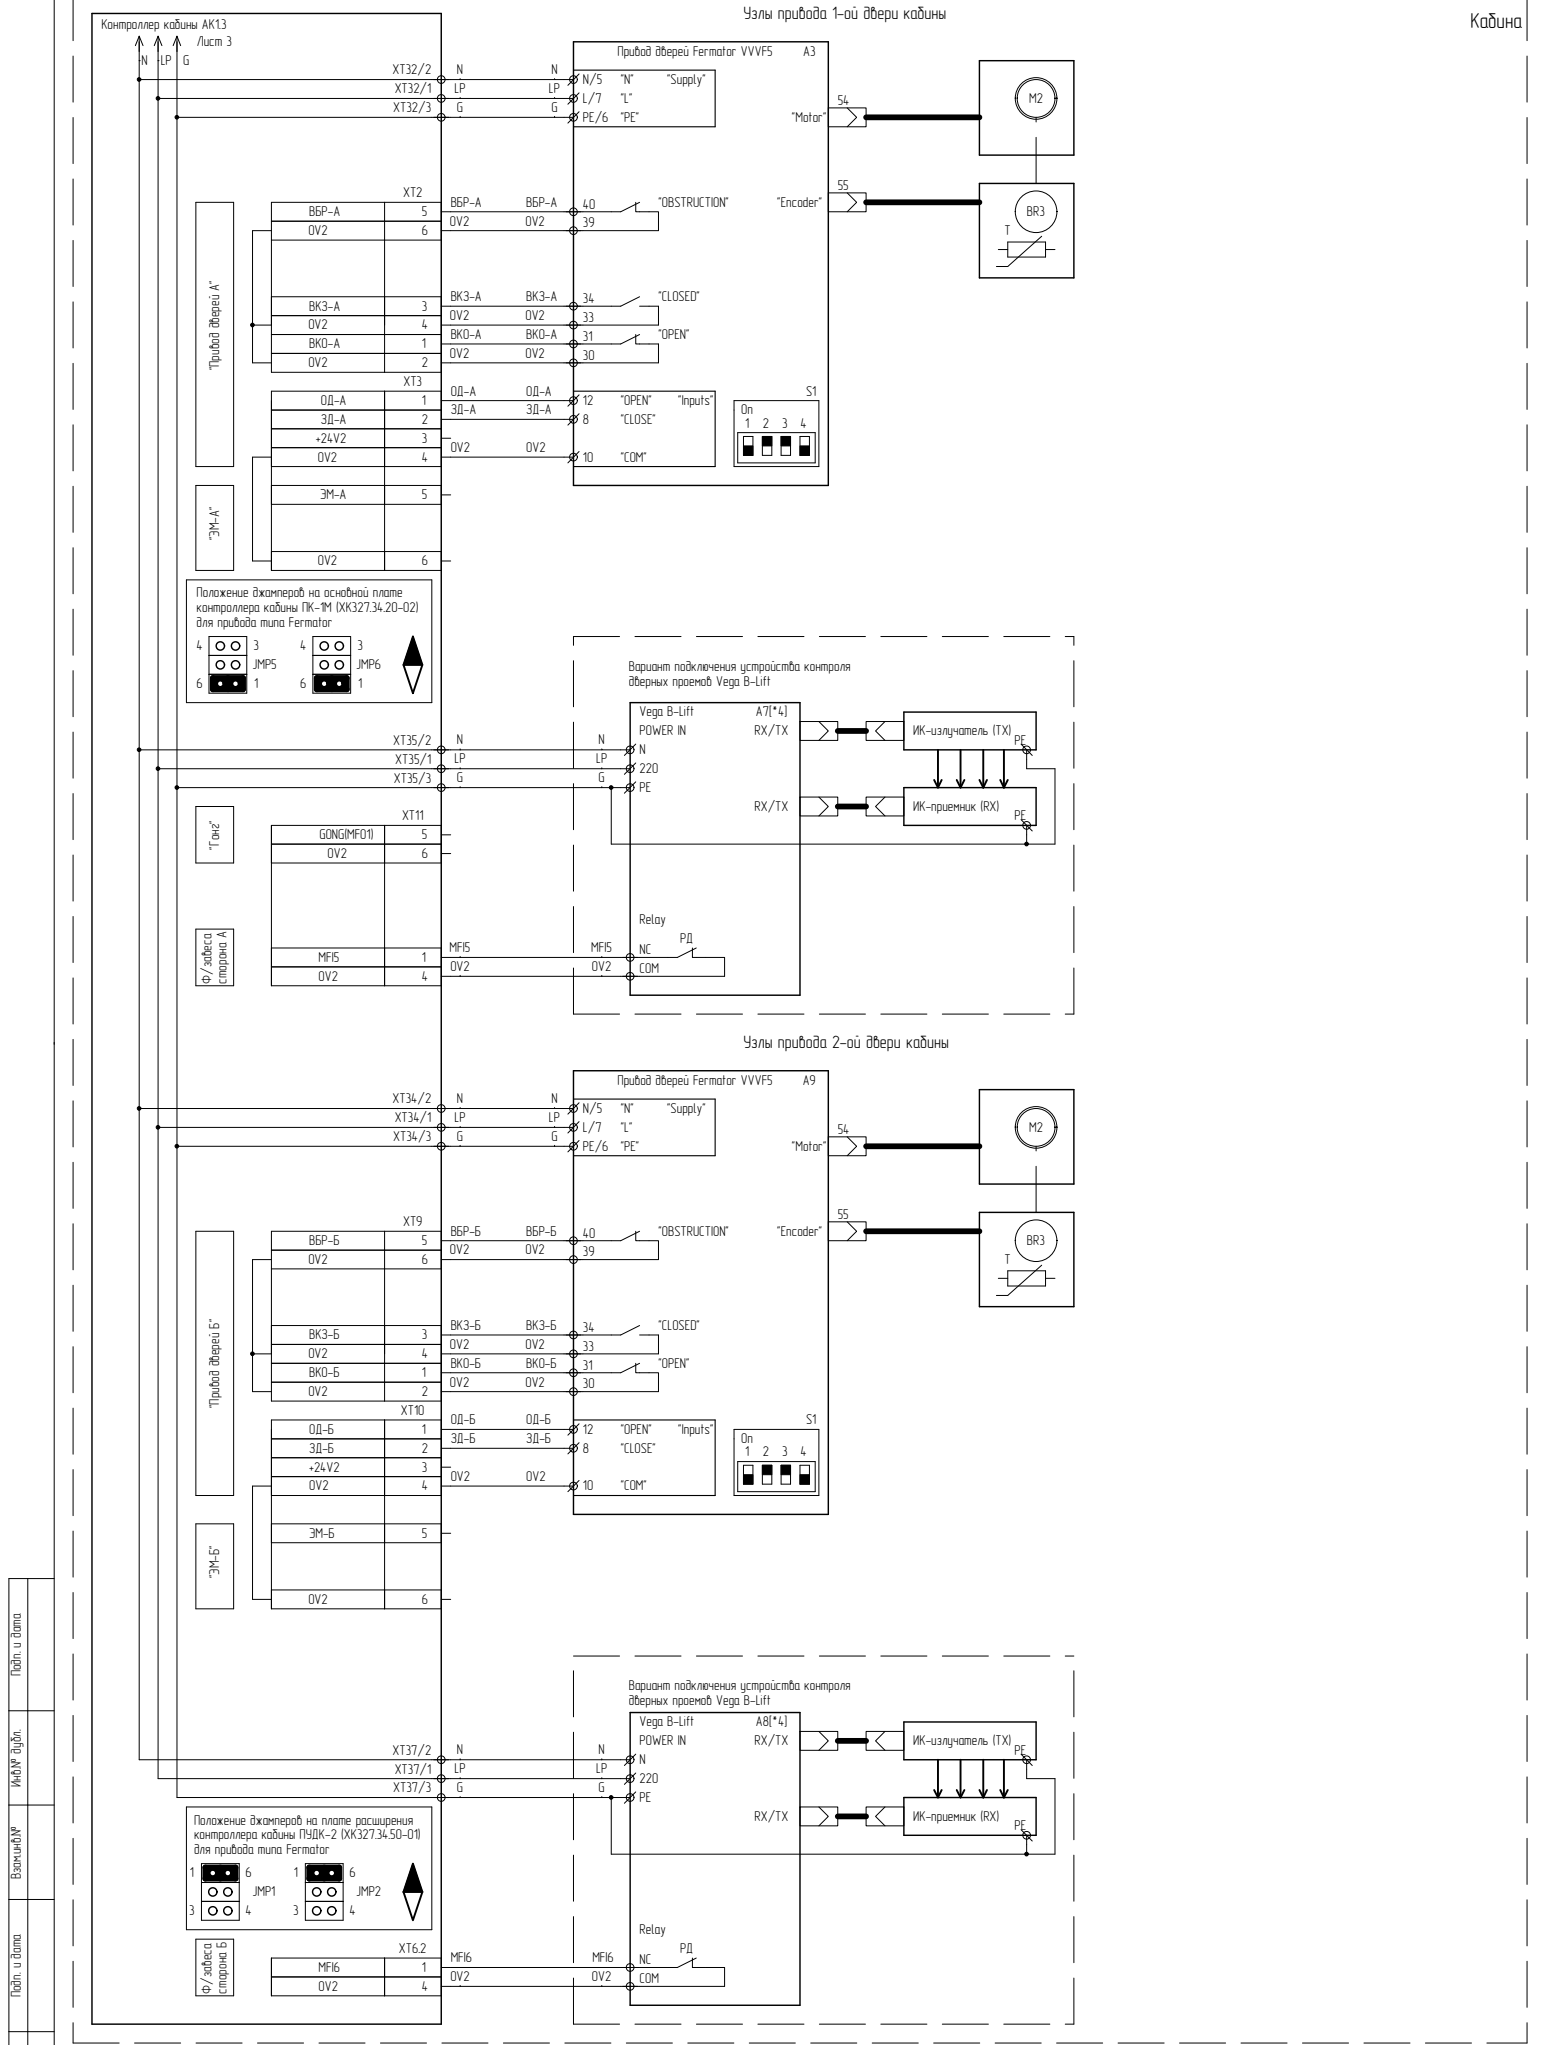 Узлы привода 1-ой двери кабины
Кабина
Контроллер кабины АК1.3
Лист 3
N LP G
Привод дверей Fermator VVVF5 A3
XT32/2 N N N/5 "N" "Supply"
XT32/1 LP LP L/7 "L"
XT32/3 G G PE/6 "PE"
"Motor" 54
M2
"Encoder" 55
BR3
T
"Привод дверей А"
XT2
ВБР-А 5 ВБР-А ВБР-А 40 "OBSTRUCTION"
0V2 6 0V2 0V2 39
ВКЗ-А 3 ВКЗ-А ВКЗ-А 34 "CLOSED"
0V2 4 0V2 0V2 33
ВКО-А 1 ВКО-А ВКО-А 31 "OPEN"
0V2 2 0V2 0V2 30
XT3
ОД-А 1 ОД-А ОД-А 12 "OPEN" "Inputs"
ЗД-А 2 ЗД-А ЗД-А 8 "CLOSE"
+24V2 3
0V2 4 0V2 0V2 10 "COM"
S1
On
1 2 3 4
"ЭМ-А"
ЭМ-А 5
0V2 6
Положение джамперов на основной плате
контроллера кабины ПК-1М (ХК327.34.20-02)
для привода типа Fermator
4 3 4 3
JMP5 JMP6
6 1 6 1
Вариант подключения устройства контроля
дверных проемов Vega B-Lift
Vega B-Lift A7[*4]
POWER IN RX/TX
ИК-излучатель (TX)
PE
XT35/2 N N N
XT35/1 LP LP 220
XT35/3 G G PE
RX/TX
ИК-приемник (RX)
PE
"Гонг"
XT11
GONG(MFO1) 5
0V2 6
Ф/завеса
сторона А
Relay
MFI5 1 MFI5 MFI5 NC РД
0V2 4 0V2 0V2 COM
Узлы привода 2-ой двери кабины
Привод дверей Fermator VVVF5 A9
XT34/2 N N N/5 "N" "Supply"
XT34/1 LP LP L/7 "L"
XT34/3 G G PE/6 "PE"
"Motor" 54
M2
"Encoder" 55
BR3
T
"Привод дверей Б"
XT9
ВБР-Б 5 ВБР-Б ВБР-Б 40 "OBSTRUCTION"
0V2 6 0V2 0V2 39
ВКЗ-Б 3 ВКЗ-Б ВКЗ-Б 34 "CLOSED"
0V2 4 0V2 0V2 33
ВКО-Б 1 ВКО-Б ВКО-Б 31 "OPEN"
0V2 2 0V2 0V2 30
XT10
ОД-Б 1 ОД-Б ОД-Б 12 "OPEN" "Inputs"
ЗД-Б 2 ЗД-Б ЗД-Б 8 "CLOSE"
+24V2 3
0V2 4 0V2 0V2 10 "COM"
S1
On
1 2 3 4
"ЭМ-Б"
ЭМ-Б 5
0V2 6
Вариант подключения устройства контроля
дверных проемов Vega B-Lift
Vega B-Lift A8[*4]
POWER IN RX/TX
ИК-излучатель (TX)
PE
XT37/2 N N N
XT37/1 LP LP 220
XT37/3 G G PE
RX/TX
ИК-приемник (RX)
PE
Положение джамперов на плате расширения
контроллера кабины ПУДК-2 (ХК327.34.50-01)
для привода типа Fermator
1 6 1 6
JMP1 JMP2
3 4 3 4
Ф/завеса
сторона Б
XT6.2
Relay
MFI6 1 MFI6 MFI6 NC РД
0V2 4 0V2 0V2 COM
Подп. и дата
Инв.№ дубл.
Взам.инв.№
Подп. и дата